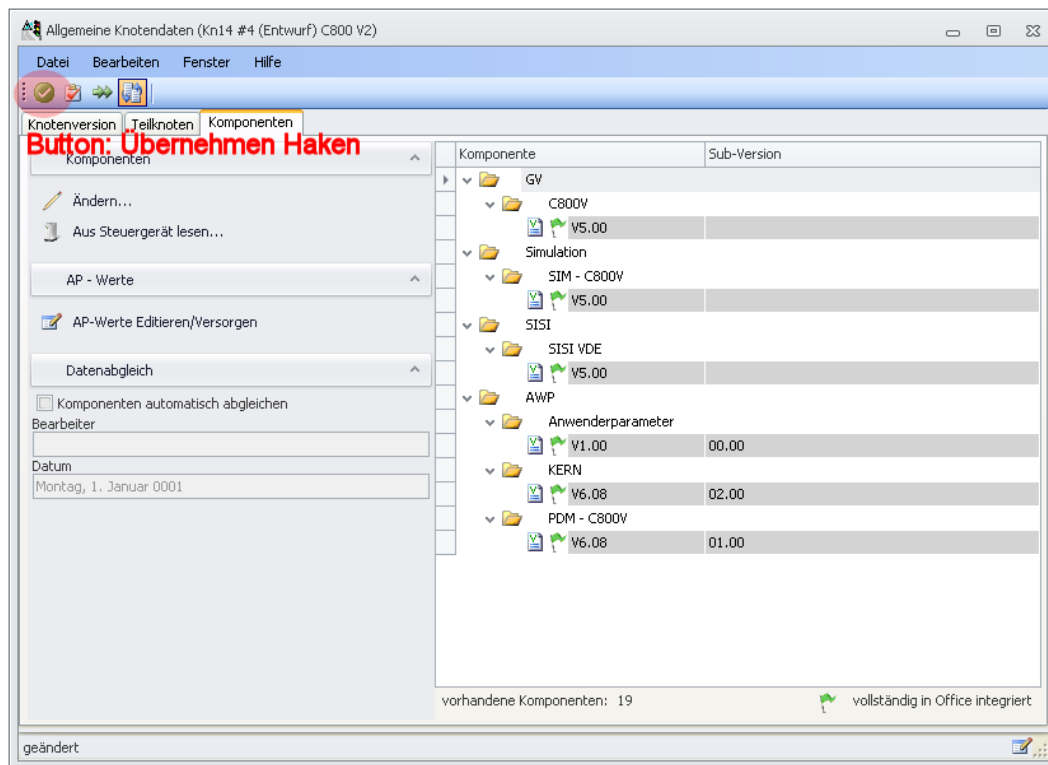 Allgemeine Knotendaten (Kn14 #4 (Entwurf) C800 V2)
Datei Bearbeiten Fenster Hilfe
Knotenversion Teilknoten Komponenten
Button: Übernehmen Haken
Komponenten
Ändern...
Aus Steuergerät lesen...
AP - Werte
AP-Werte Editieren/Versorgen
Datenabgleich
Komponenten automatisch abgleichen
Bearbeiter
Datum
Montag, 1. Januar 0001
Komponente Sub-Version
GV
C800V
V5.00
Simulation
SIM - C800V
V5.00
SISI
SISI VDE
V5.00
AWP
Anwenderparameter
V1.00 00.00
KERN
V6.08 02.00
PDM - C800V
V6.08 01.00
vorhandene Komponenten: 19 vollständig in Office integriert
geändert